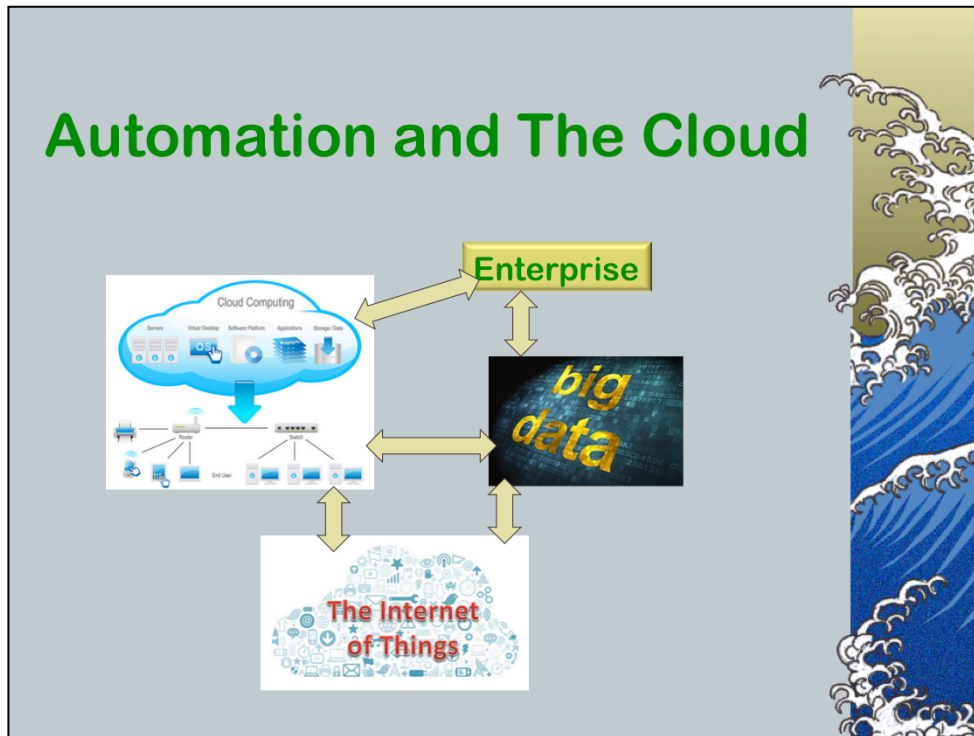 Automation and The Cloud
Enterprise
Cloud Computing
Servers Virtual Desktop Software Platform Applications Storage / Data
OS
Router Switch
End User
big
data
The Internet
of Things